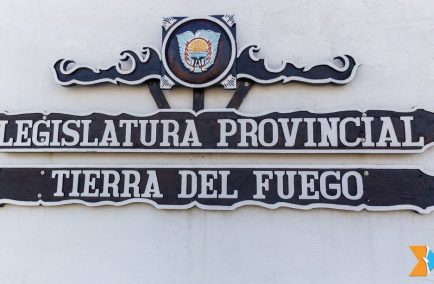 LEGISLATURA PROVINCIAL
TIERRA DEL FUEGO